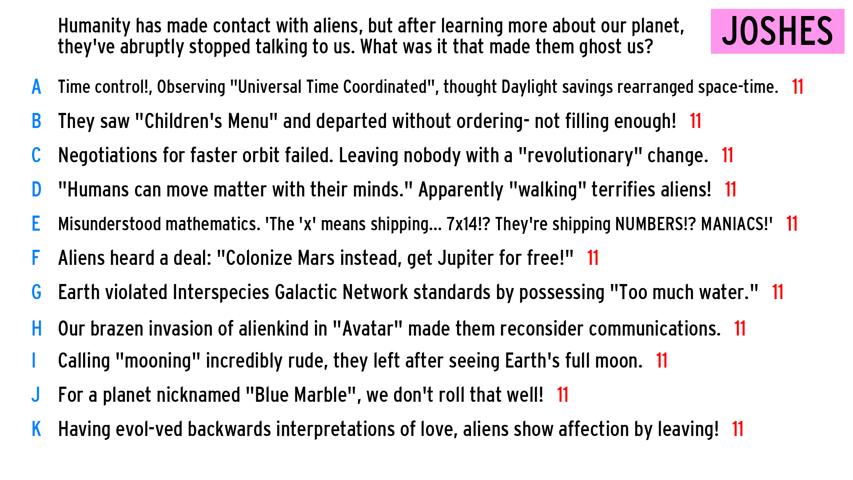 Humanity has made contact with aliens, but after learning more about our planet,
they've abruptly stopped talking to us. What was it that made them ghost us?
JOSHES
A Time control!, Observing "Universal Time Coordinated", thought Daylight savings rearranged space-time. 11
B They saw "Children's Menu" and departed without ordering- not filling enough! 11
C Negotiations for faster orbit failed. Leaving nobody with a "revolutionary" change. 11
D "Humans can move matter with their minds." Apparently "walking" terrifies aliens! 11
E Misunderstood mathematics. 'The 'x' means shipping... 7x14!? They're shipping NUMBERS!? MANIACS!' 11
F Aliens heard a deal: "Colonize Mars instead, get Jupiter for free!" 11
G Earth violated Interspecies Galactic Network standards by possessing "Too much water." 11
H Our brazen invasion of alienkind in "Avatar" made them reconsider communications. 11
I Calling "mooning" incredibly rude, they left after seeing Earth's full moon. 11
J For a planet nicknamed "Blue Marble", we don't roll that well! 11
K Having evol-ved backwards interpretations of love, aliens show affection by leaving! 11